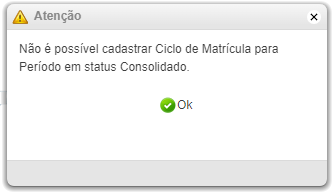 Atenção
Não é possível cadastrar Ciclo de Matrícula para
Período em status Consolidado.
Ok